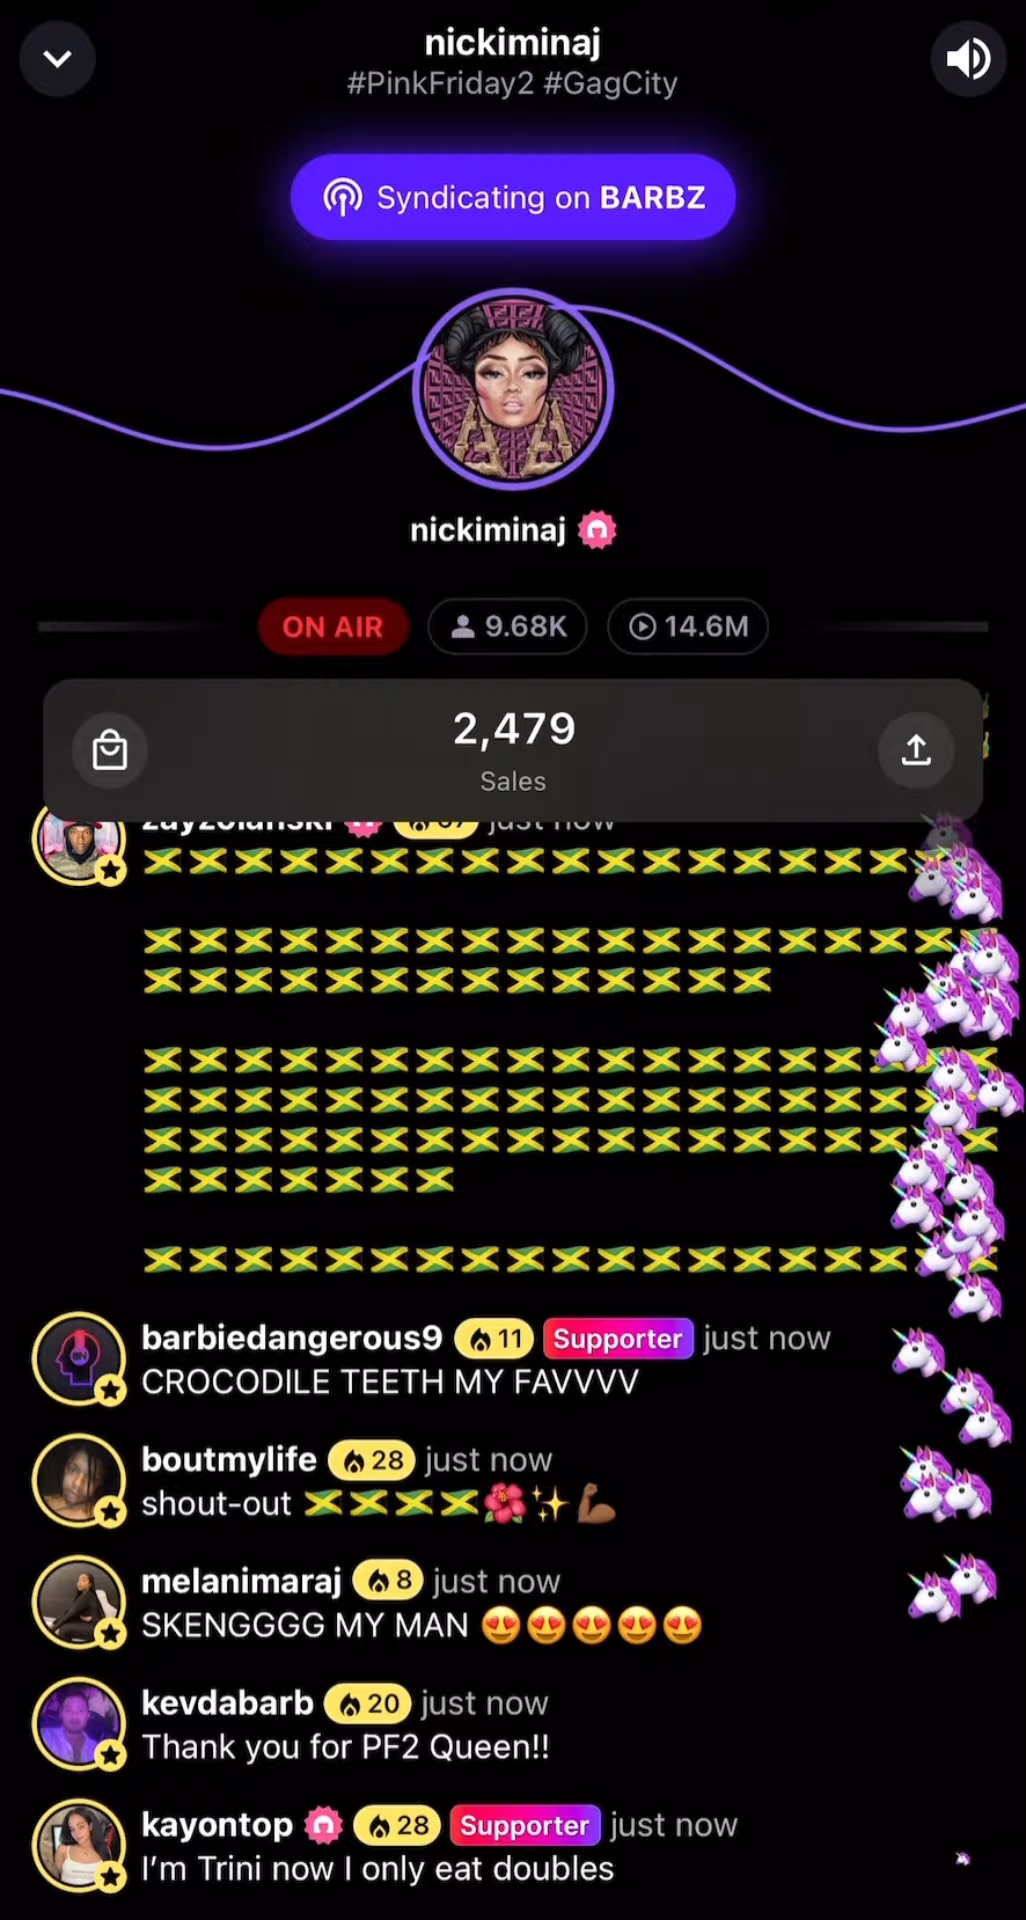 nickiminaj
#PinkFriday2 #GagCity
Syndicating on BARBZ
nickiminaj
ON AIR 9.68K 14.6M
2,479
Sales
just now
🇯🇲🇯🇲🇯🇲🇯🇲🇯🇲🇯🇲🇯🇲🇯🇲🇯🇲🇯🇲🇯🇲🇯🇲🇯🇲🇯🇲🇯🇲🇯🇲🇯🇲
🇯🇲🇯🇲🇯🇲🇯🇲🇯🇲🇯🇲🇯🇲🇯🇲🇯🇲🇯🇲🇯🇲🇯🇲🇯🇲🇯🇲🇯🇲🇯🇲🇯🇲🇯🇲🇯🇲
🇯🇲🇯🇲🇯🇲🇯🇲🇯🇲🇯🇲🇯🇲🇯🇲🇯🇲🇯🇲🇯🇲🇯🇲🇯🇲🇯🇲
🇯🇲🇯🇲🇯🇲🇯🇲🇯🇲🇯🇲🇯🇲🇯🇲🇯🇲🇯🇲🇯🇲🇯🇲🇯🇲🇯🇲🇯🇲🇯🇲🇯🇲🇯🇲🇯🇲
🇯🇲🇯🇲🇯🇲🇯🇲🇯🇲🇯🇲🇯🇲🇯🇲🇯🇲🇯🇲🇯🇲🇯🇲🇯🇲🇯🇲🇯🇲🇯🇲🇯🇲🇯🇲🇯🇲
🇯🇲🇯🇲🇯🇲🇯🇲🇯🇲🇯🇲🇯🇲🇯🇲🇯🇲🇯🇲🇯🇲🇯🇲🇯🇲🇯🇲🇯🇲🇯🇲🇯🇲🇯🇲🇯🇲
🇯🇲🇯🇲🇯🇲🇯🇲🇯🇲🇯🇲🇯🇲
🇯🇲🇯🇲🇯🇲🇯🇲🇯🇲🇯🇲🇯🇲🇯🇲🇯🇲🇯🇲🇯🇲🇯🇲🇯🇲🇯🇲🇯🇲🇯🇲🇯🇲🇯🇲🇯🇲
barbiedangerous9 11 Supporter just now
CROCODILE TEETH MY FAVVVV
boutmylife 28 just now
shout-out 🇯🇲🇯🇲🇯🇲🇯🇲🌺✨💪🏾
melanimaraj 8 just now
SKENGGGG MY MAN 😍😍😍😍😍
kevdabarb 20 just now
Thank you for PF2 Queen!!
kayontop 28 Supporter just now
I'm Trini now I only eat doubles